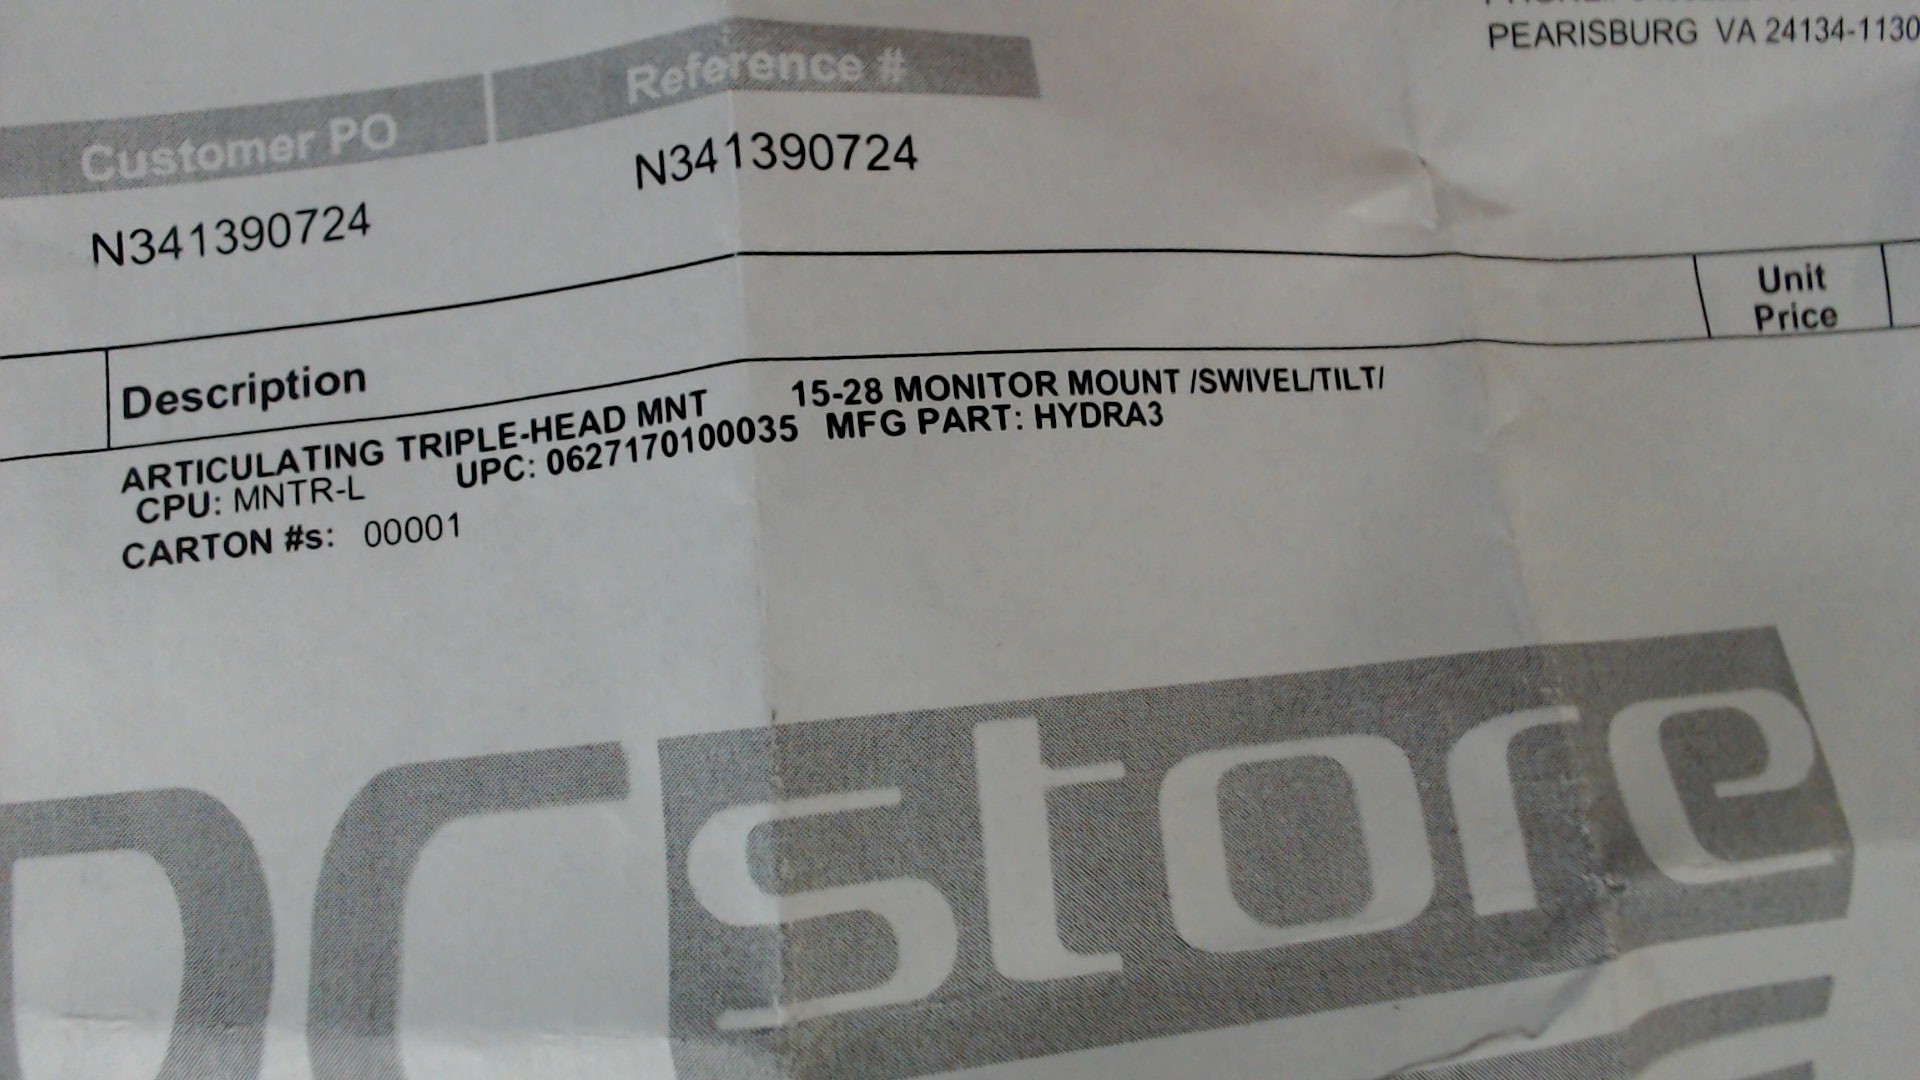 PEARISBURG VA 24134-1130
Customer PO Reference #
N341390724 N341390724
Description Unit Price
ARTICULATING TRIPLE-HEAD MNT 15-28 MONITOR MOUNT /SWIVEL/TILT/
CPU: MNTR-L UPC: 0627170100035 MFG PART: HYDRA3
CARTON #s: 00001
store